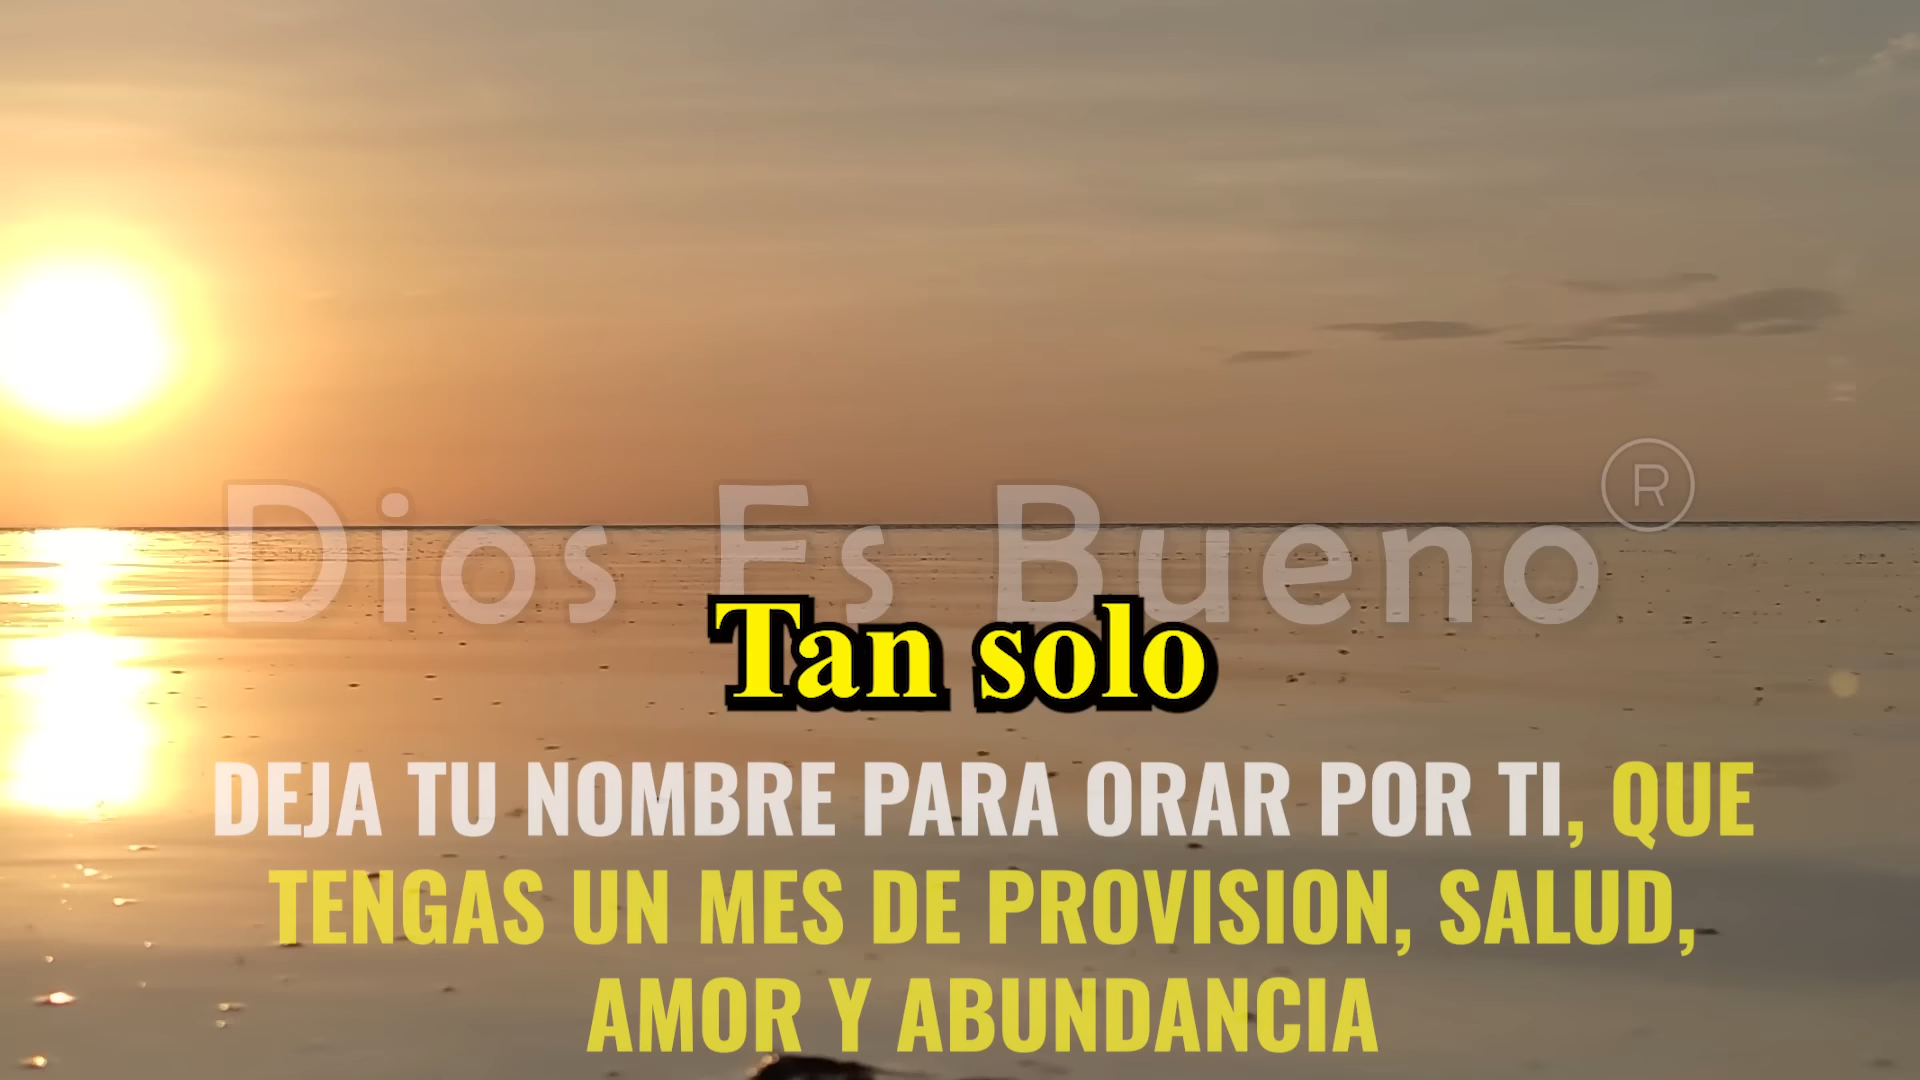 Dios Es Bueno ®
Tan solo
DEJA TU NOMBRE PARA ORAR POR TI, QUE
TENGAS UN MES DE PROVISION, SALUD,
AMOR Y ABUNDANCIA